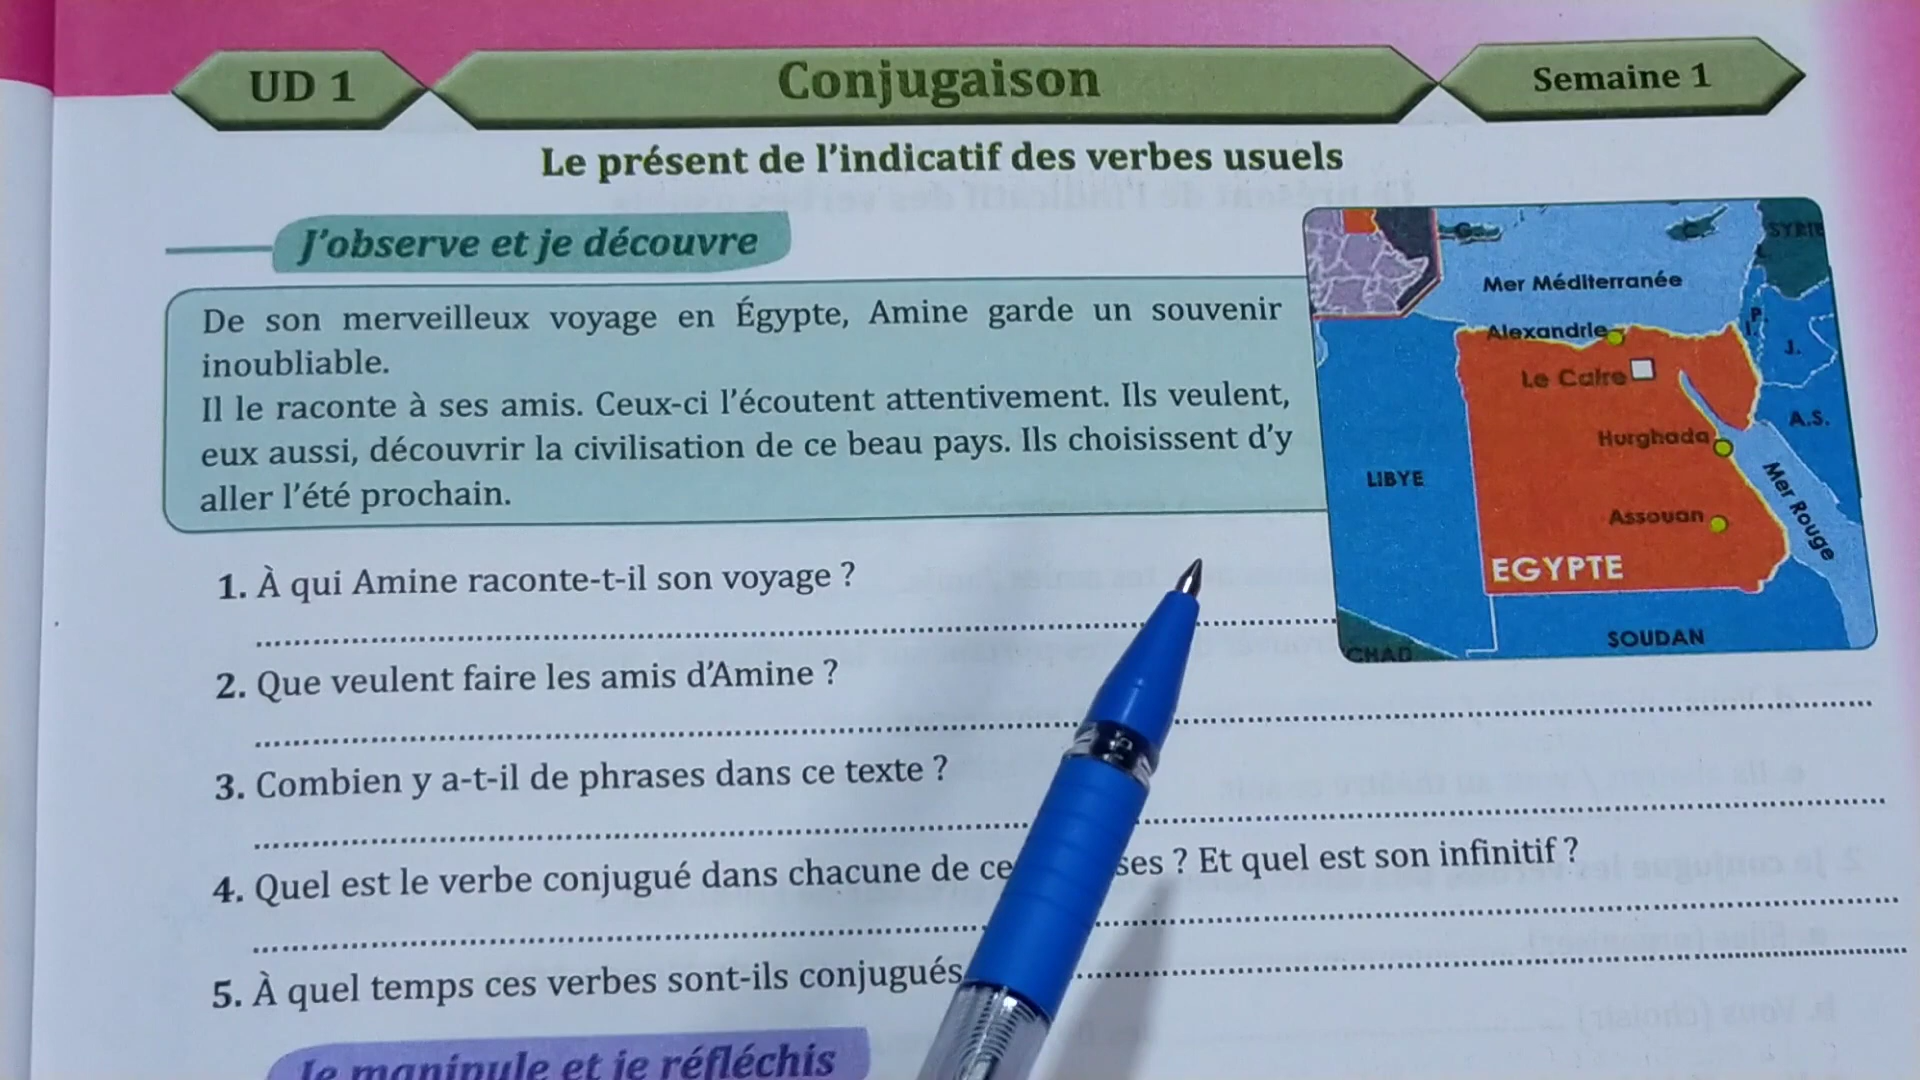 UD 1
Conjugaison
Semaine 1
Le présent de l'indicatif des verbes usuels
J'observe et je découvre
De son merveilleux voyage en Égypte, Amine garde un souvenir
inoubliable.
Il le raconte à ses amis. Ceux-ci l'écoutent attentivement. Ils veulent,
eux aussi, découvrir la civilisation de ce beau pays. Ils choisissent d'y
aller l'été prochain.
SYRIE
Mer Méditerranée
Alexandrie
P.
J.
Le Caire
A.S.
Hurghada
LIBYE
Mer Rouge
Assouan
EGYPTE
SOUDAN
CHAD
1. À qui Amine raconte-t-il son voyage ?
2. Que veulent faire les amis d'Amine ?
3. Combien y a-t-il de phrases dans ce texte ?
4. Quel est le verbe conjugué dans chacune de ce ses ? Et quel est son infinitif ?
5. À quel temps ces verbes sont-ils conjugués
Je manipule et je réfléchis